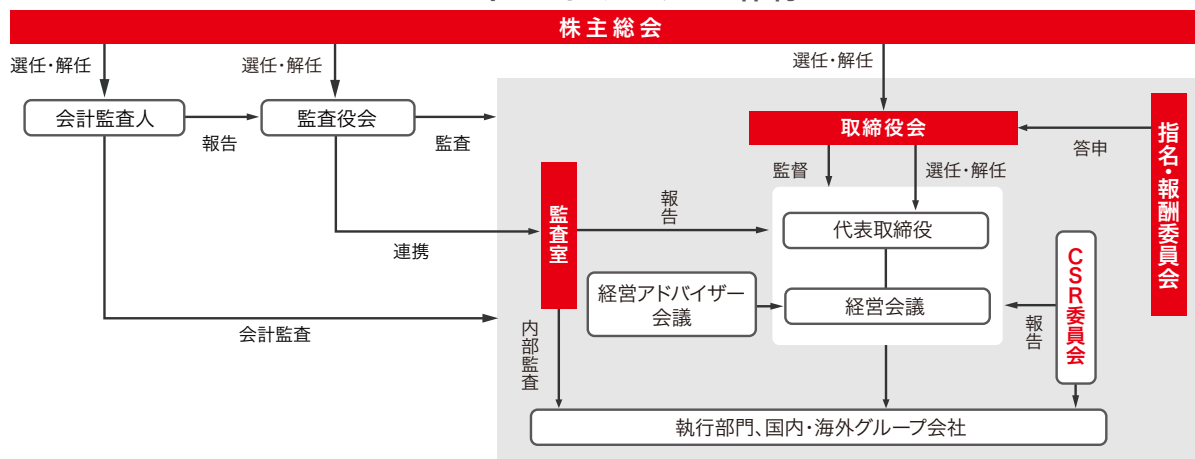 株主総会
選任・解任
選任・解任
選任・解任
会計監査人
報告
監査役会
監査
取締役会
答申
指名・報酬委員会
監督
選任・解任
監査室
報告
代表取締役
連携
経営アドバイザー
会議
経営会議
報告
CSR委員会
会計監査
内部監査
執行部門、国内・海外グループ会社